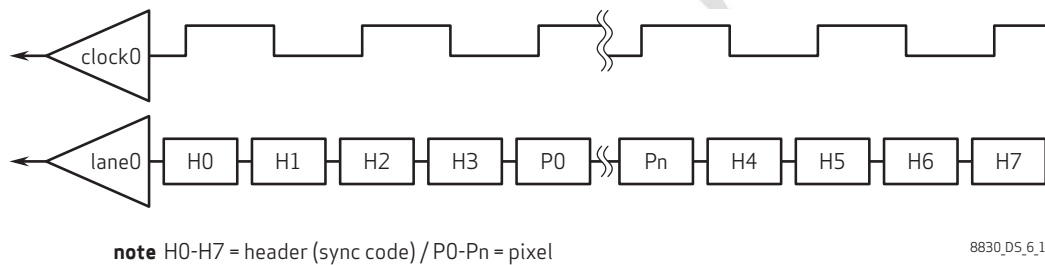 clock0
lane0 H0 H1 H2 H3 P0 Pn H4 H5 H6 H7
note H0-H7 = header (sync code) / P0-Pn = pixel
8830_DS_6_1